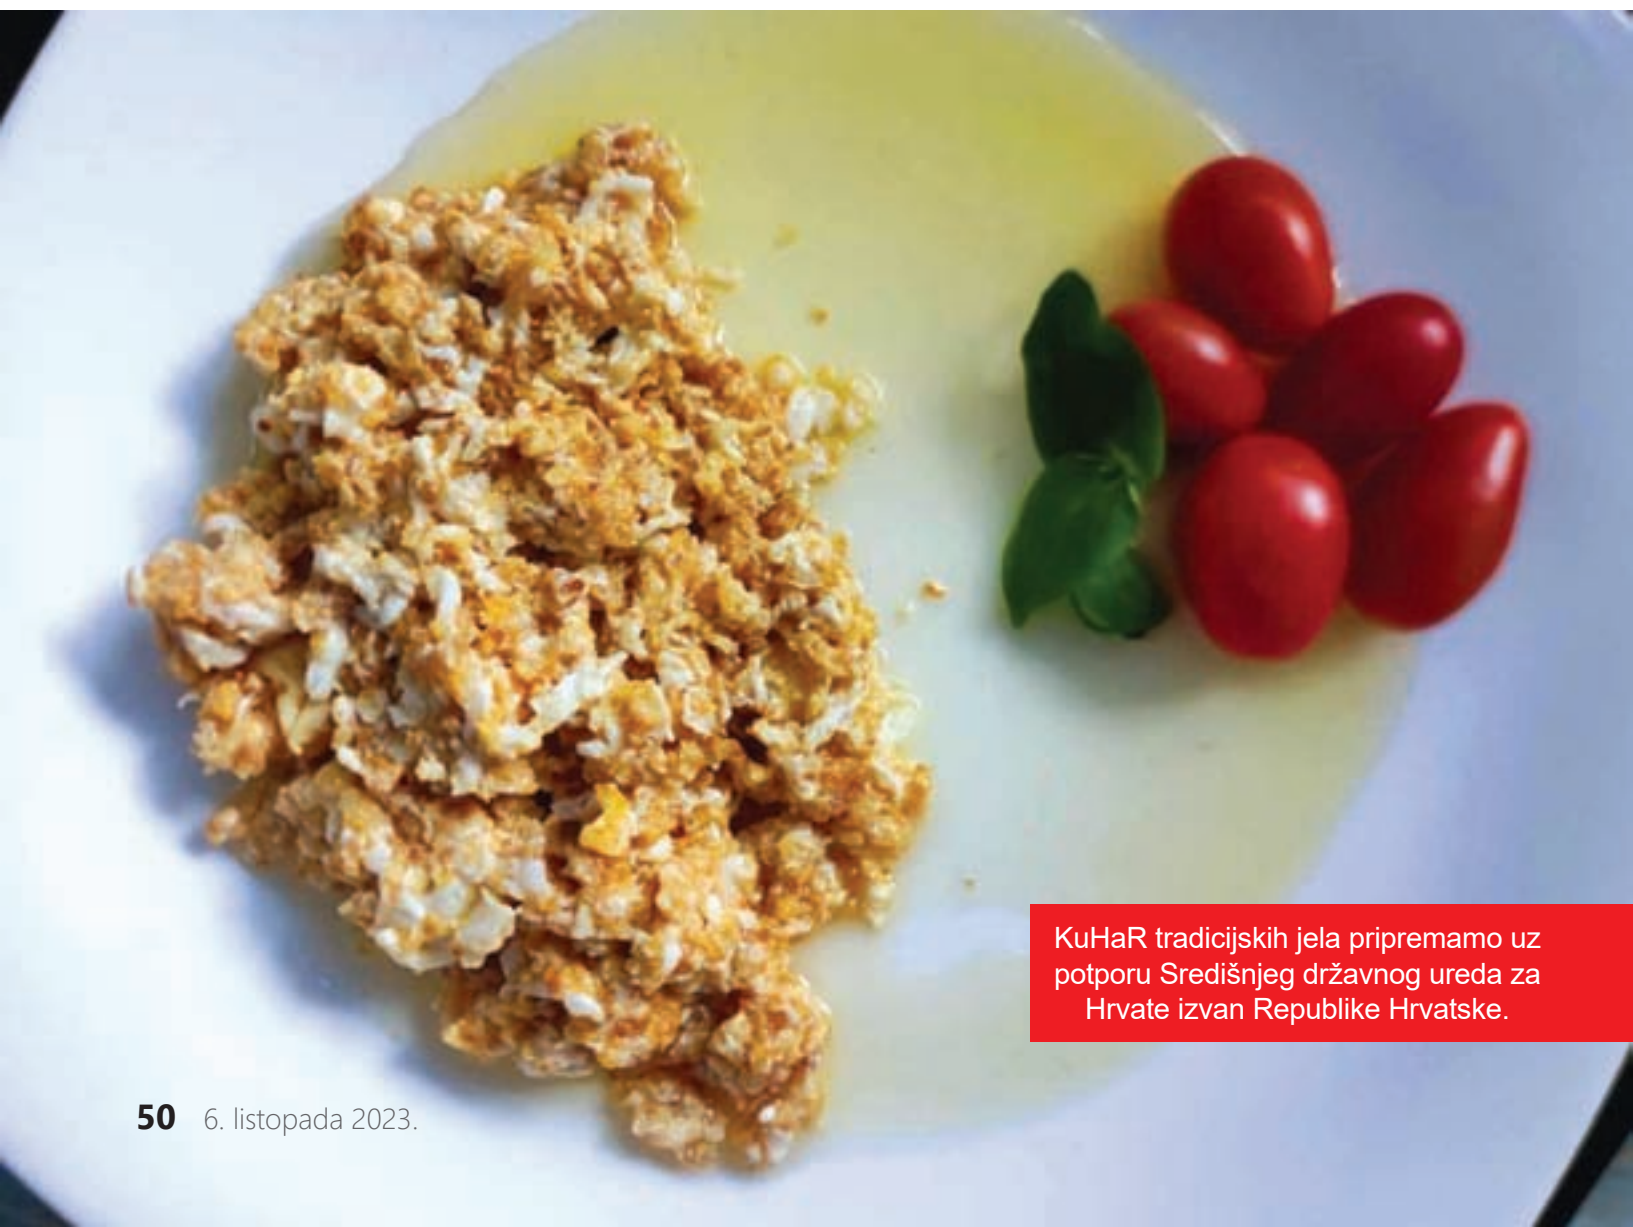 KuHaR tradicijskih jela pripremamo uz
potporu Središnjeg državnog ureda za
Hrvate izvan Republike Hrvatske.
50 6. listopada 2023.